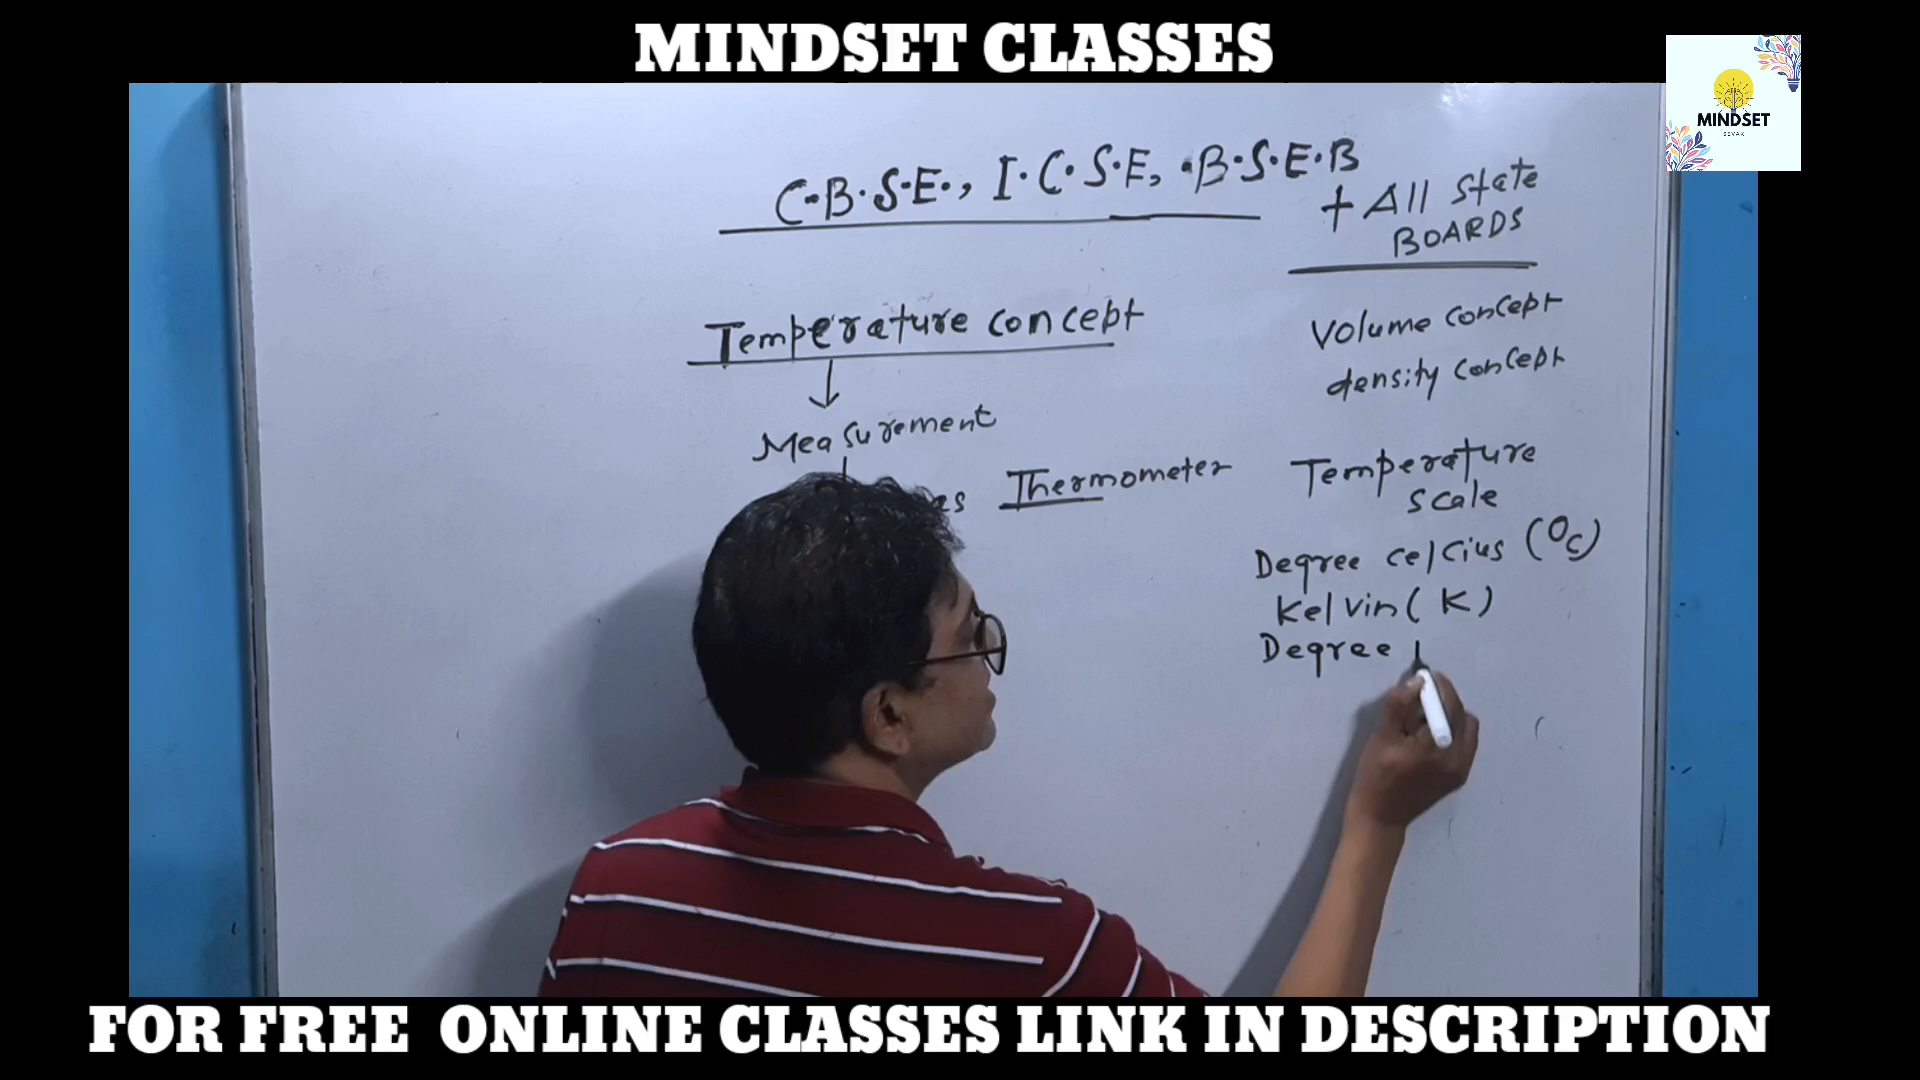 MINDSET CLASSES
MINDSET
SEVAK
C.B.S.E., I.C.S.E, .B.S.E.B
+ All State
BOARDS
Temperature concept
Measurement
Thermometer
Volume concept
density concept
Temperature
scale
Degree celcius (°C)
Kelvin (K)
Degree
FOR FREE ONLINE CLASSES LINK IN DESCRIPTION